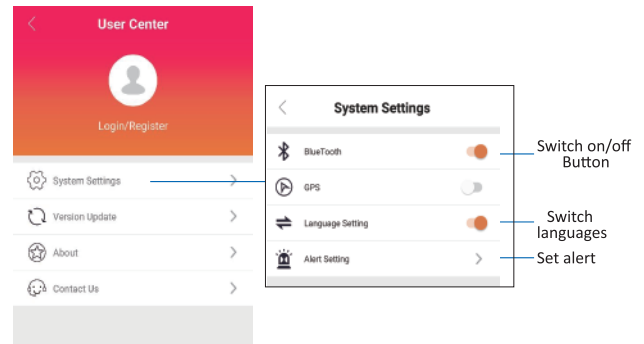 User Center
Login/Register
System Settings
Version Update
About
Contact Us
System Settings
BlueTooth
GPS
Language Setting
Alert Setting
Switch on/off
Button
Switch
languages
Set alert